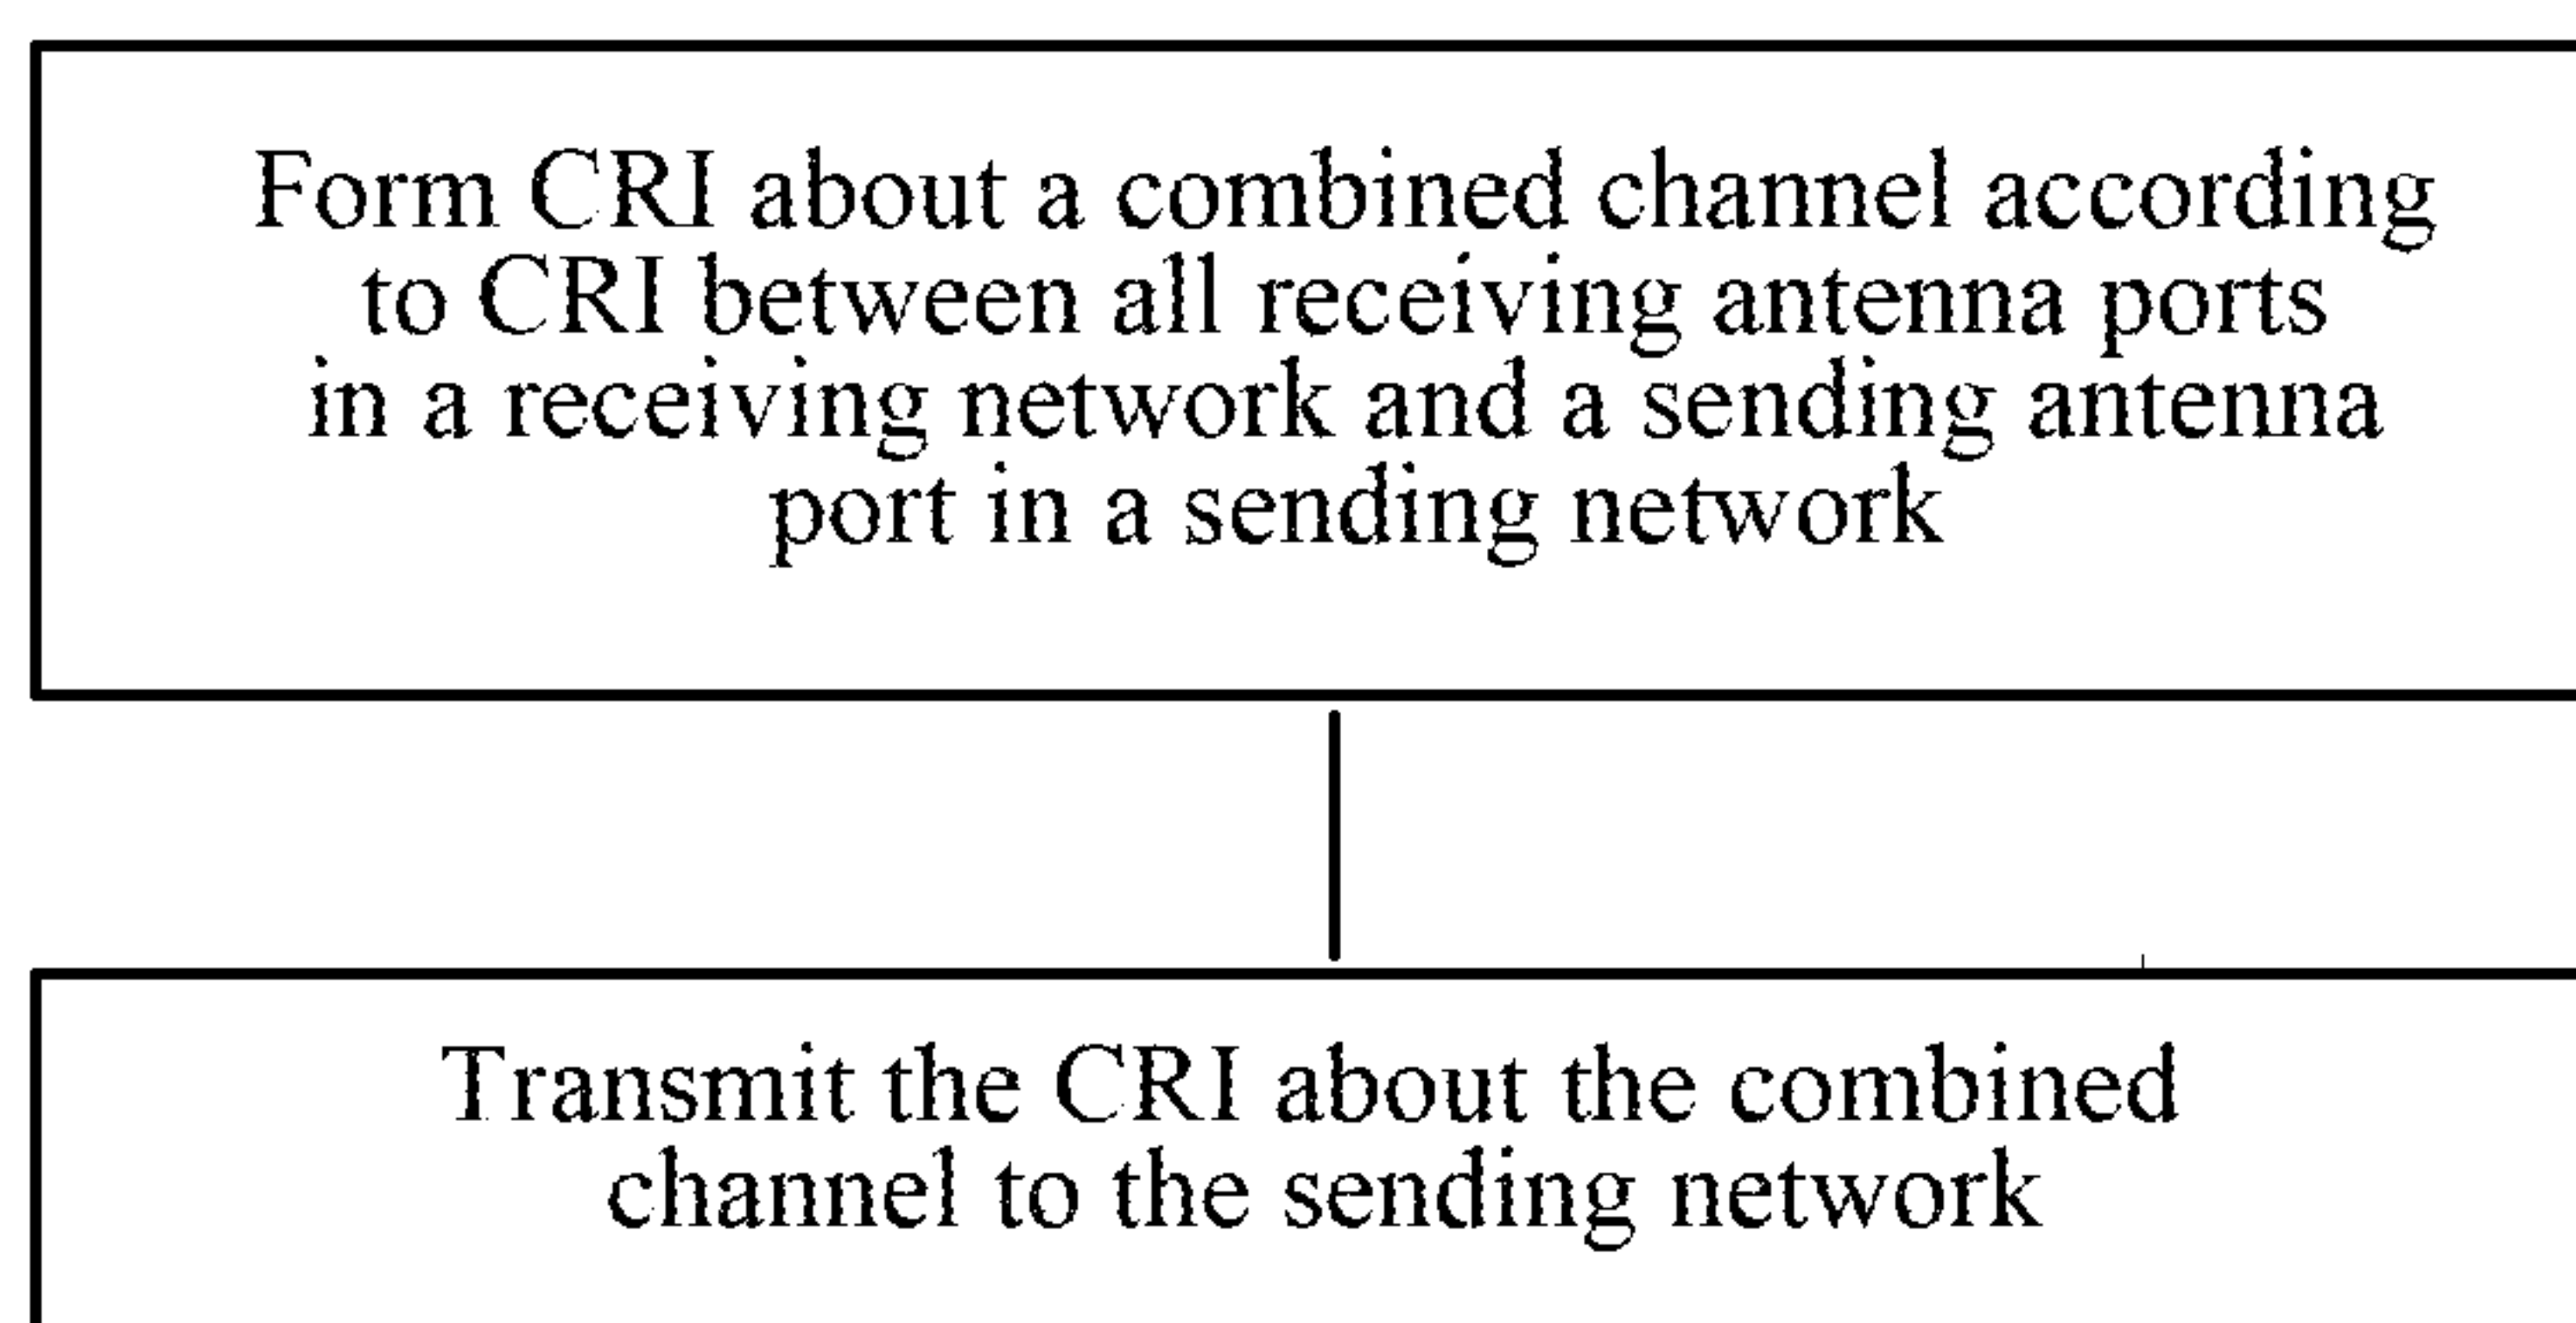 Form CRI about a combined channel according
to CRI between all receiving antenna ports
in a receiving network and a sending antenna
port in a sending network
Transmit the CRI about the combined
channel to the sending network